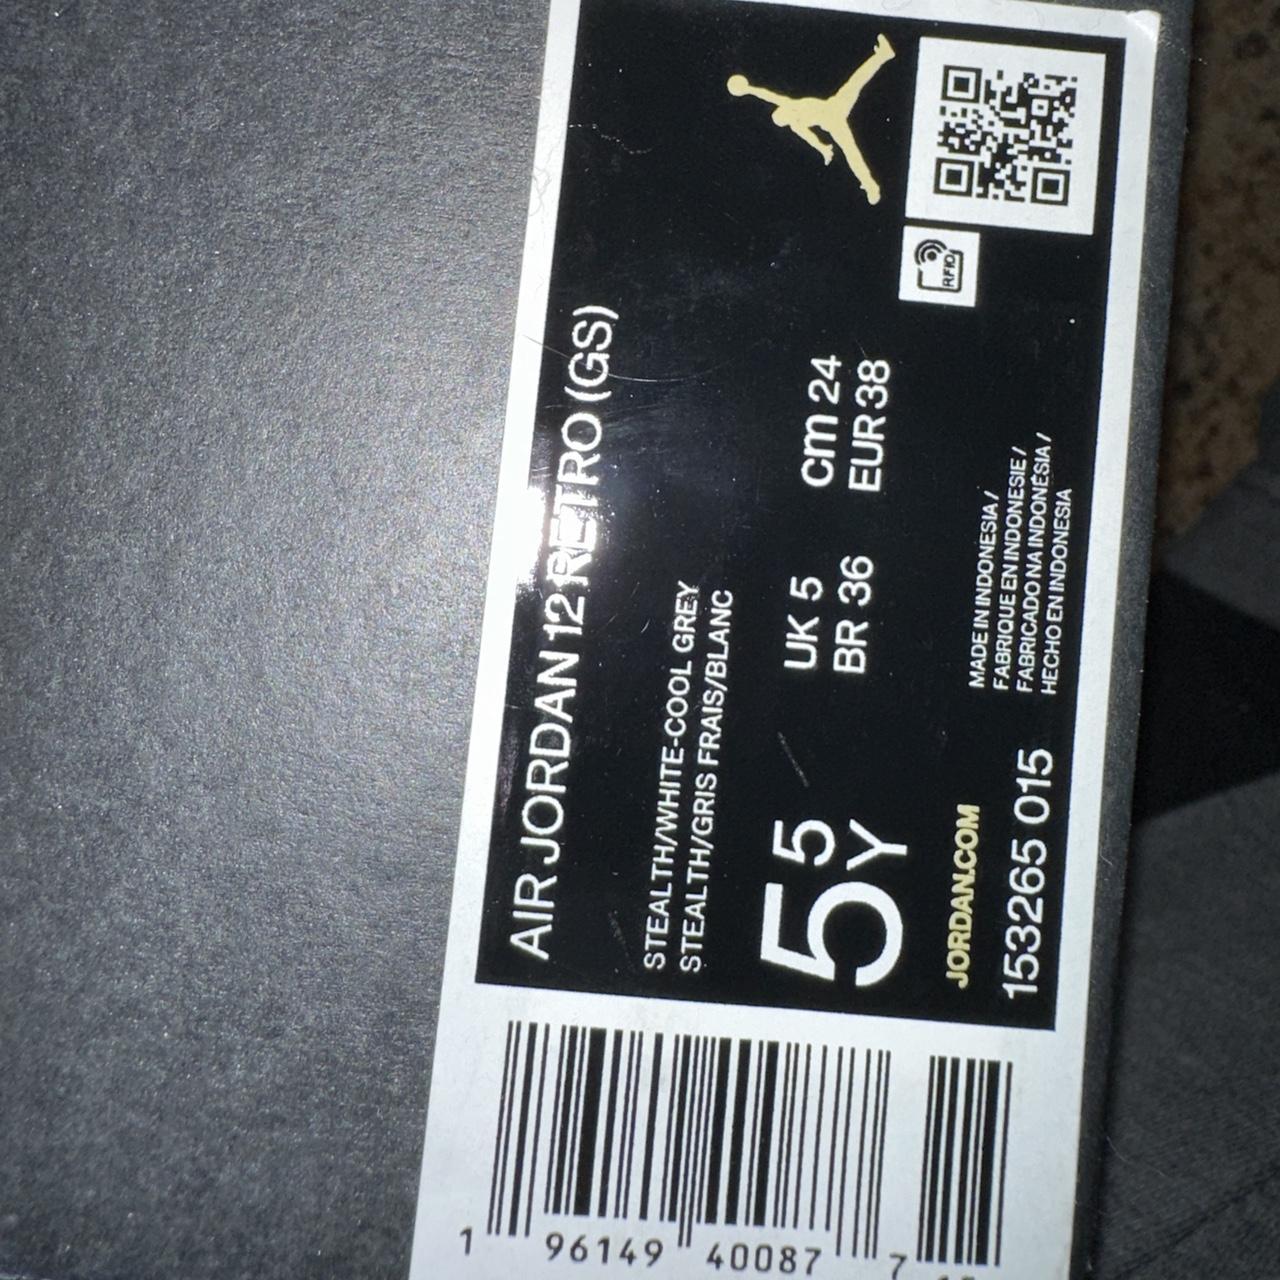 AIR JORDAN 12 RETRO (GS)
STEALTH/WHITE-COOL GREY
STEALTH/GRIS FRAIS/BLANC
5 5 Y
UK 5 cm 24
BR 36 EUR 38
RFID
JORDAN.COM
153265 015
MADE IN INDONESIA /
FABRIQUE EN INDONESIE /
FABRICADO NA INDONÉSIA /
HECHO EN INDONESIA
1 96149 40087 7